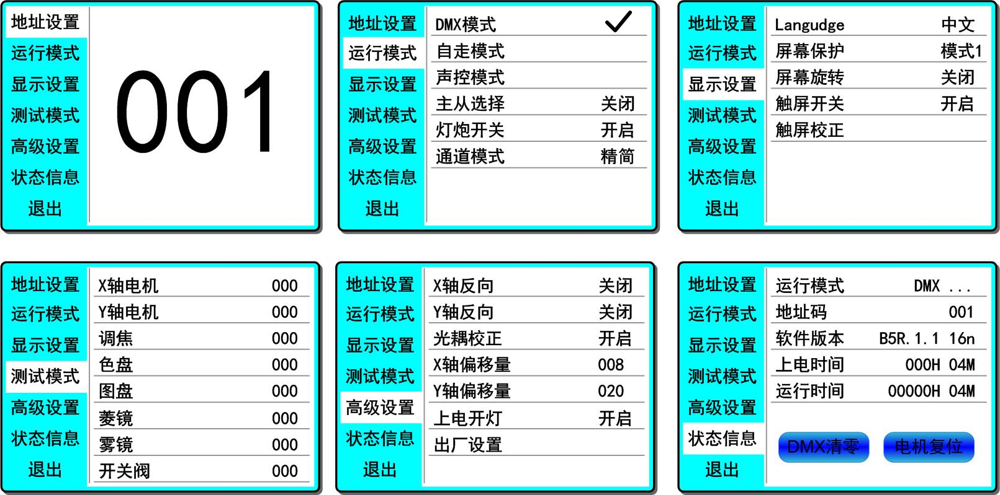 地址设置
运行模式
显示设置
测试模式
高级设置
状态信息
退出
001
地址设置
运行模式
显示设置
测试模式
高级设置
状态信息
退出
DMX模式 ✓
自走模式
声控模式
主从选择 关闭
灯炮开关 开启
通道模式 精简
地址设置
运行模式
显示设置
测试模式
高级设置
状态信息
退出
Langudge 中文
屏幕保护 模式1
屏幕旋转 关闭
触屏开关 开启
触屏校正
地址设置
运行模式
显示设置
测试模式
高级设置
状态信息
退出
X轴电机 000
Y轴电机 000
调焦 000
色盘 000
图盘 000
菱镜 000
雾镜 000
开关阀 000
地址设置
运行模式
显示设置
测试模式
高级设置
状态信息
退出
X轴反向 关闭
Y轴反向 关闭
光耦校正 开启
X轴偏移量 008
Y轴偏移量 020
上电开灯 开启
出厂设置
地址设置
运行模式
显示设置
测试模式
高级设置
状态信息
退出
运行模式 DMX ...
地址码 001
软件版本 B5R.1.1 16n
上电时间 000H 04M
运行时间 00000H 04M
DMX清零 电机复位